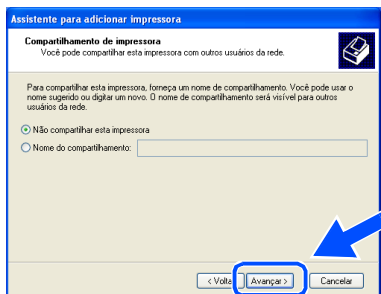 Assistente para adicionar impressora
Compartilhamento de impressora
Você pode compartilhar esta impressora com outros usuários da rede.
Para compartilhar esta impressora, forneça um nome de compartilhamento. Você pode usar o
nome sugerido ou digitar um novo. O nome de compartilhamento será visível para outros
usuários da rede.
Não compartilhar esta impressora
Nome do compartilhamento:
< Volta Avançar > Cancelar